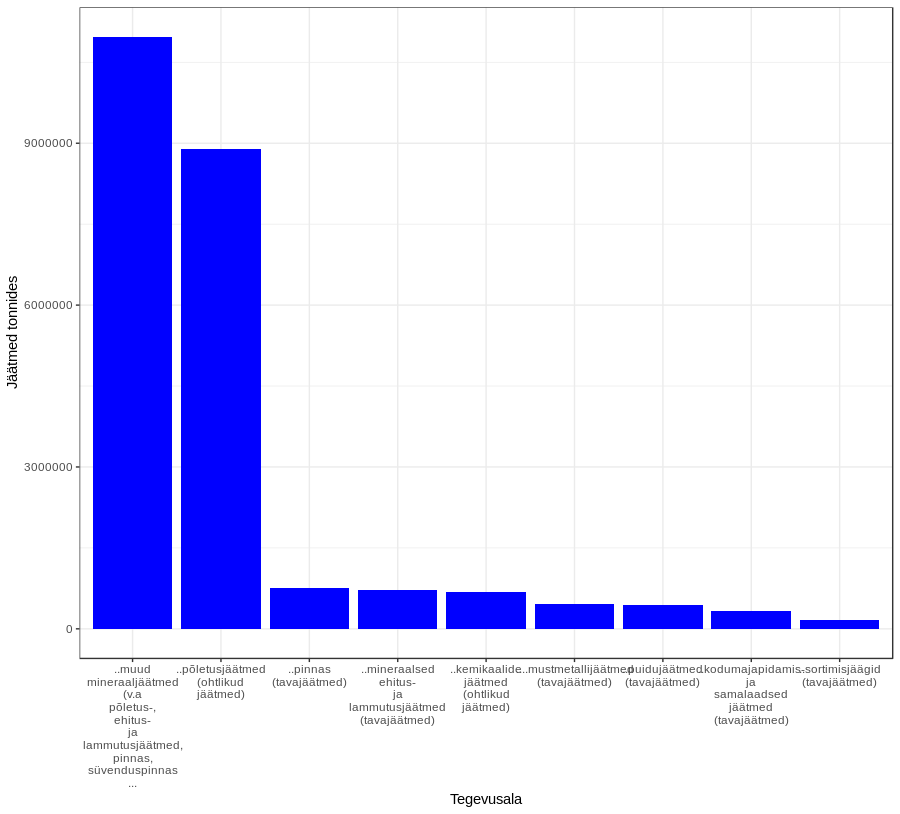 Jäätmed tonnides
9000000
6000000
3000000
0
..muud
mineraaljäätmed
(v.a
põletus-,
ehitus-
ja
lammutusjäätmed,
pinnas,
süvenduspinnas
...
..põletusjäätmed
(ohtlikud
jäätmed)
..pinnas
(tavajäätmed)
..mineraalsed
ehitus-
ja
lammutusjäätmed
(tavajäätmed)
..kemikaalide
jäätmed
(ohtlikud
jäätmed)
..mustmetallijäätmed
(tavajäätmed)
..puidujäätmed
(tavajäätmed)
..kodumajapidamis-
ja
samalaadsed
jäätmed
(tavajäätmed)
..sortimisjäägid
(tavajäätmed)
Tegevusala